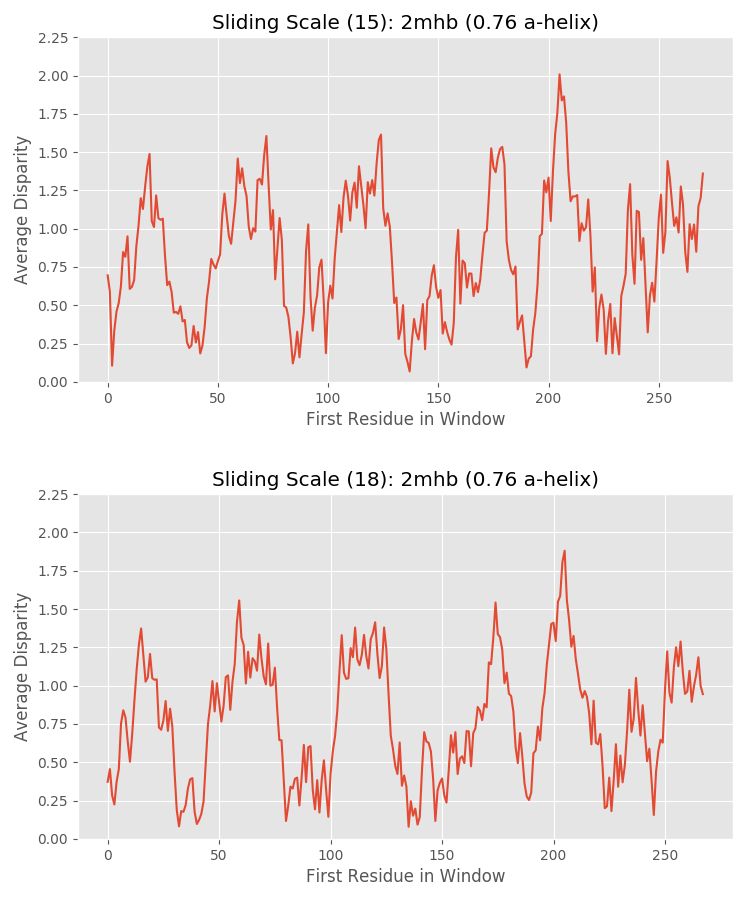 Sliding Scale (15): 2mhb (0.76 a-helix)
2.25
2.00
1.75
1.50
1.25
1.00
0.75
0.50
0.25
0.00
Average Disparity
0 50 100 150 200 250
First Residue in Window
Sliding Scale (18): 2mhb (0.76 a-helix)
2.25
2.00
1.75
1.50
1.25
1.00
0.75
0.50
0.25
0.00
Average Disparity
0 50 100 150 200 250
First Residue in Window